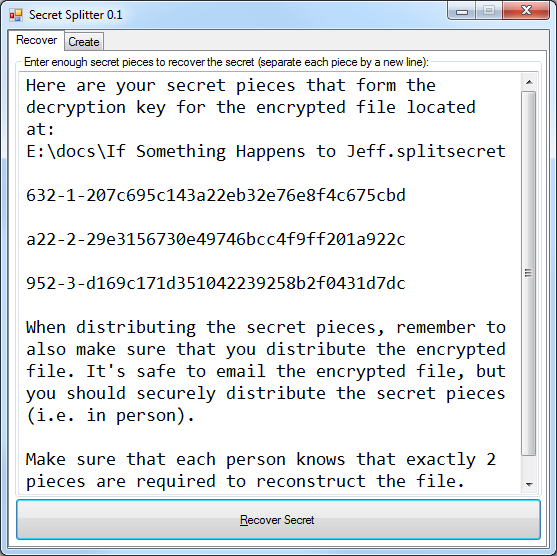 Secret Splitter 0.1
Recover Create
Enter enough secret pieces to recover the secret (separate each piece by a new line):
Here are your secret pieces that form the
decryption key for the encrypted file located
at:
E:\docs\If Something Happens to Jeff.splitsecret
632-1-207c695c143a22eb32e76e8f4c675cbd
a22-2-29e3156730e49746bcc4f9ff201a922c
952-3-d169c171d351042239258b2f0431d7dc
When distributing the secret pieces, remember to
also make sure that you distribute the encrypted
file. It's safe to email the encrypted file, but
you should securely distribute the secret pieces
(i.e. in person).
Make sure that each person knows that exactly 2
pieces are required to reconstruct the file.
Recover Secret